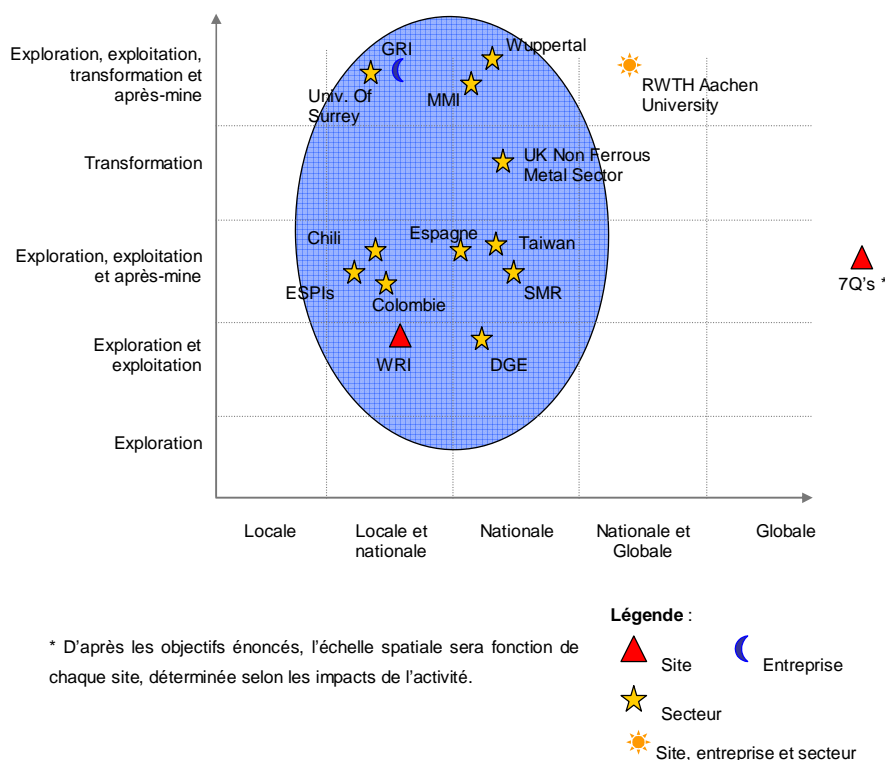 Exploration, exploitation,
transformation et
après-mine
GRI
Wuppertal
Univ. Of
Surrey
MMI
RWTH Aachen
University
Transformation
UK Non Ferrous
Metal Sector
Exploration, exploitation
et après-mine
Chili
Espagne
Taiwan
ESPIs
Colombie
SMR
7Q's *
Exploration et
exploitation
WRI
DGE
Exploration
Locale
Locale et
nationale
Nationale
Nationale et
Globale
Globale
* D'après les objectifs énoncés, l'échelle spatiale sera fonction de
chaque site, déterminée selon les impacts de l'activité.
Légende :
Site
Entreprise
Secteur
Site, entreprise et secteur